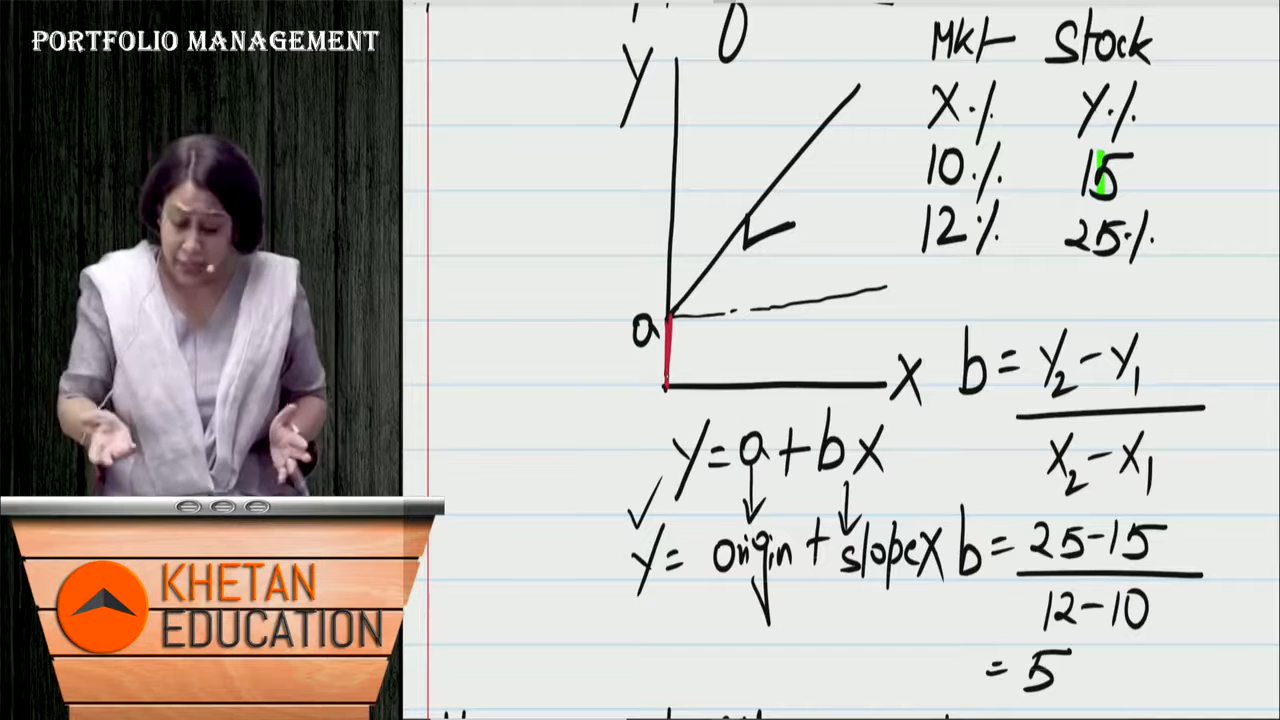 PORTFOLIO MANAGEMENT
Mkt Stock
X% Y%
10% 15
12% 25%
Y
a
X
b = Y2 - Y1
X2 - X1
Y = a + bX
Y = origin + slope X
b = 25-15
12-10
= 5
KHETAN
EDUCATION